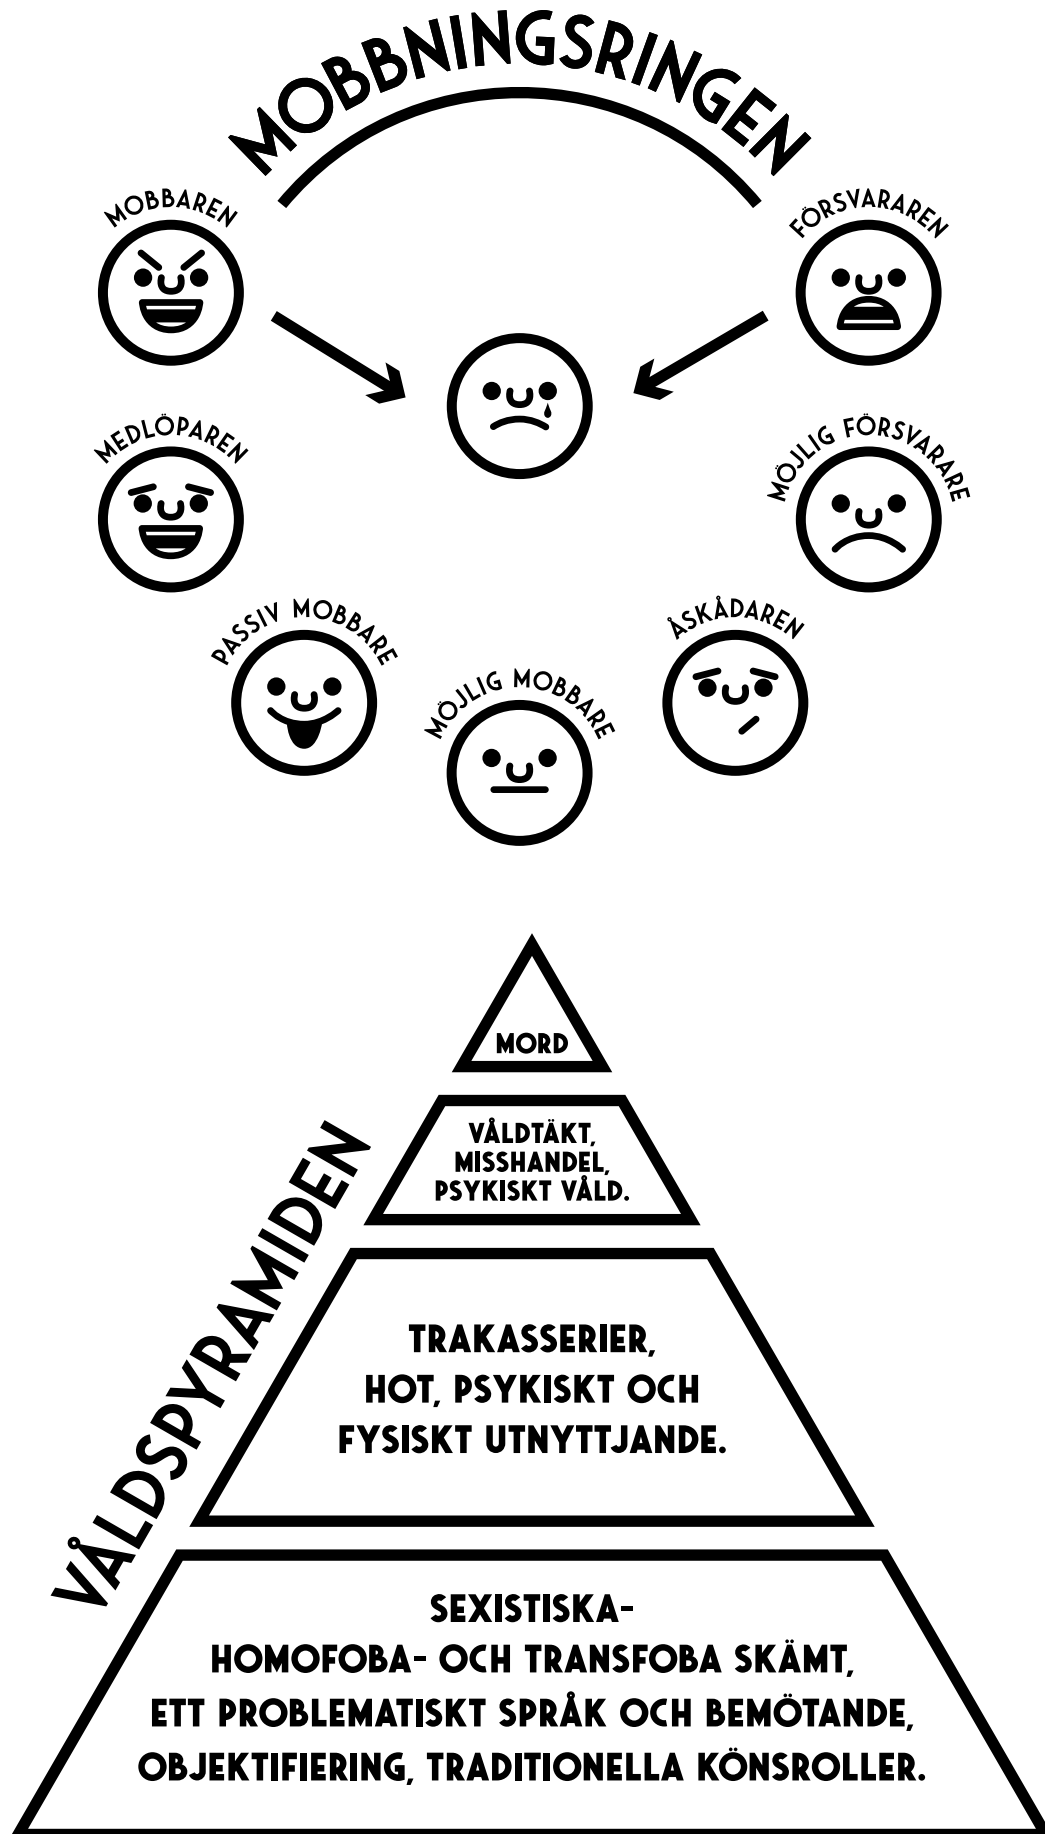 MOBBNINGSRINGEN
MOBBAREN
FÖRSVARAREN
MEDLÖPAREN
MÖJLIG FÖRSVARARE
PASSIV MOBBARE
MÖJLIG MOBBARE
ÅSKÅDAREN
VÅLDSPYRAMIDEN
MORD
VÅLDTÄKT,
MISSHANDEL,
PSYKISKT VÅLD.
TRAKASSERIER,
HOT, PSYKISKT OCH
FYSISKT UTNYTTJANDE.
SEXISTISKA-
HOMOFOBA- OCH TRANSFOBA SKÄMT,
ETT PROBLEMATISKT SPRÅK OCH BEMÖTANDE,
OBJEKTIFIERING, TRADITIONELLA KÖNSROLLER.